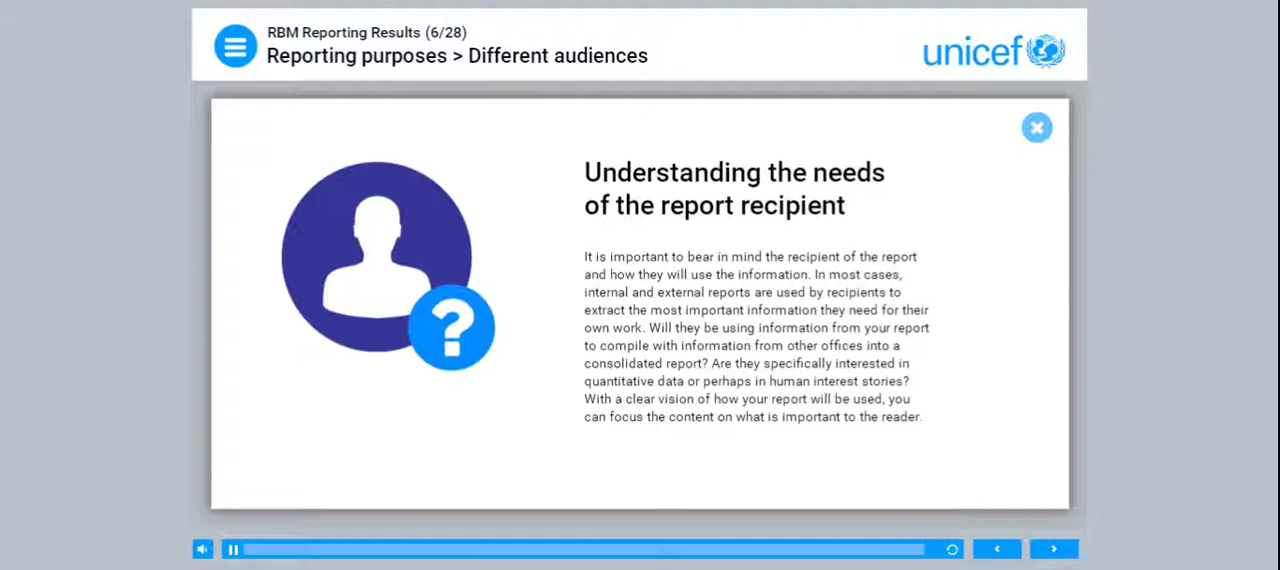 RBM Reporting Results (6/28)
Reporting purposes > Different audiences
unicef
Understanding the needs
of the report recipient
It is important to bear in mind the recipient of the report
and how they will use the information. In most cases,
internal and external reports are used by recipients to
extract the most important information they need for their
own work. Will they be using information from your report
to compile with information from other offices into a
consolidated report? Are they specifically interested in
quantitative data or perhaps in human interest stories?
With a clear vision of how your report will be used, you
can focus the content on what is important to the reader.
?